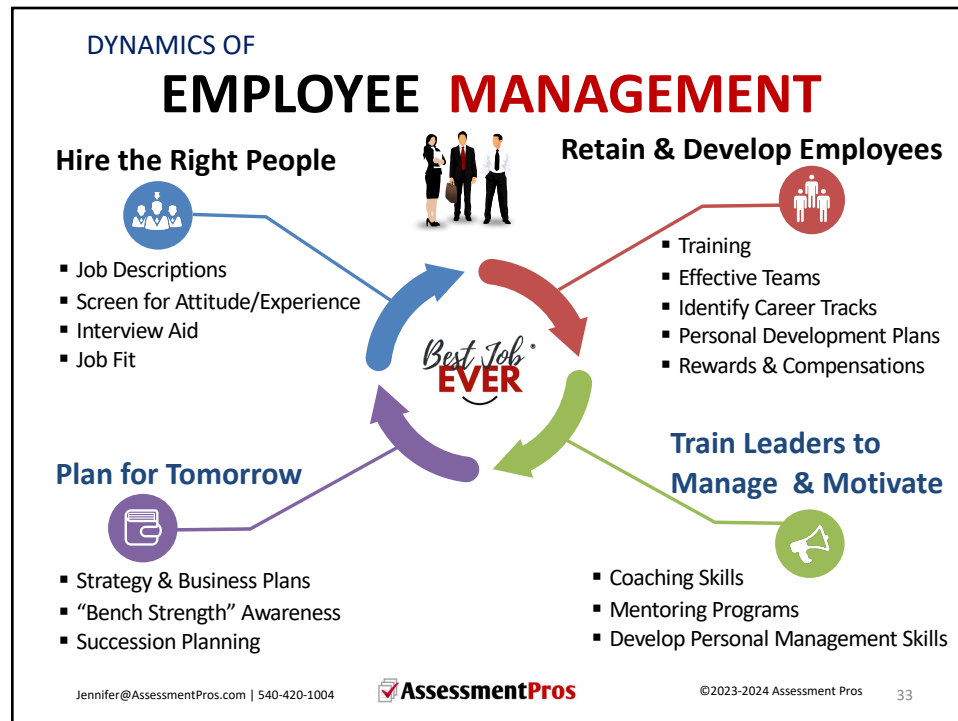 DYNAMICS OF
EMPLOYEE MANAGEMENT
Hire the Right People
▪ Job Descriptions
▪ Screen for Attitude/Experience
▪ Interview Aid
▪ Job Fit
Retain & Develop Employees
▪ Training
▪ Effective Teams
▪ Identify Career Tracks
▪ Personal Development Plans
▪ Rewards & Compensations
Best Job ®
EVER
Plan for Tomorrow
▪ Strategy & Business Plans
▪ “Bench Strength” Awareness
▪ Succession Planning
Train Leaders to
Manage & Motivate
▪ Coaching Skills
▪ Mentoring Programs
▪ Develop Personal Management Skills
Jennifer@AssessmentPros.com | 540-420-1004
AssessmentPros
©2023-2024 Assessment Pros
33